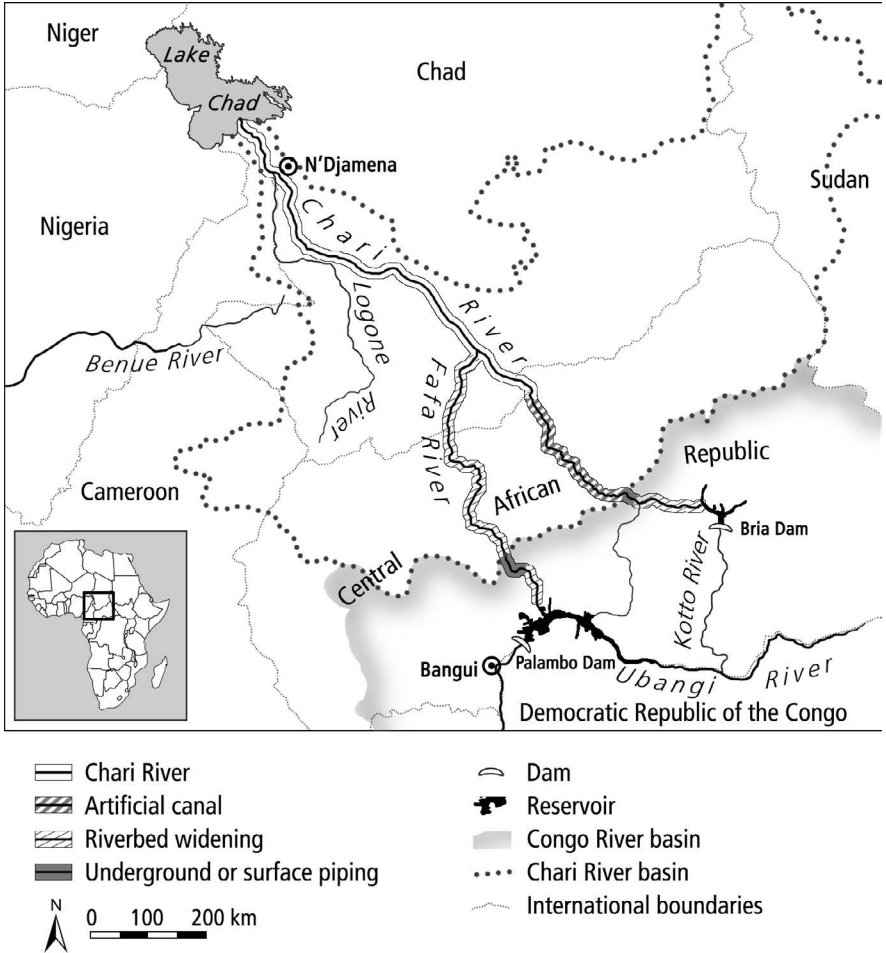 Niger
Lake
Chad
Chad
N'Djamena
Sudan
Nigeria
Chari
River
Logone
River
Benue River
Fafa River
Republic
African
Cameroon
Bria Dam
Central
Kotto River
Bangui
Palambo Dam
Ubangi
River
Democratic Republic of the Congo
Chari River
Artificial canal
Riverbed widening
Underground or surface piping
N
0 100 200 km
Dam
Reservoir
Congo River basin
Chari River basin
International boundaries